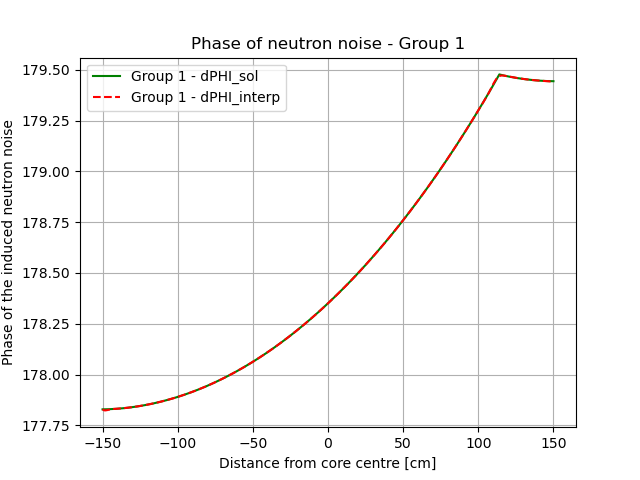 Phase of neutron noise - Group 1
Group 1 - dPHI_sol
Group 1 - dPHI_interp
Phase of the induced neutron noise
179.50
179.25
179.00
178.75
178.50
178.25
178.00
177.75
−150 −100 −50 0 50 100 150
Distance from core centre [cm]